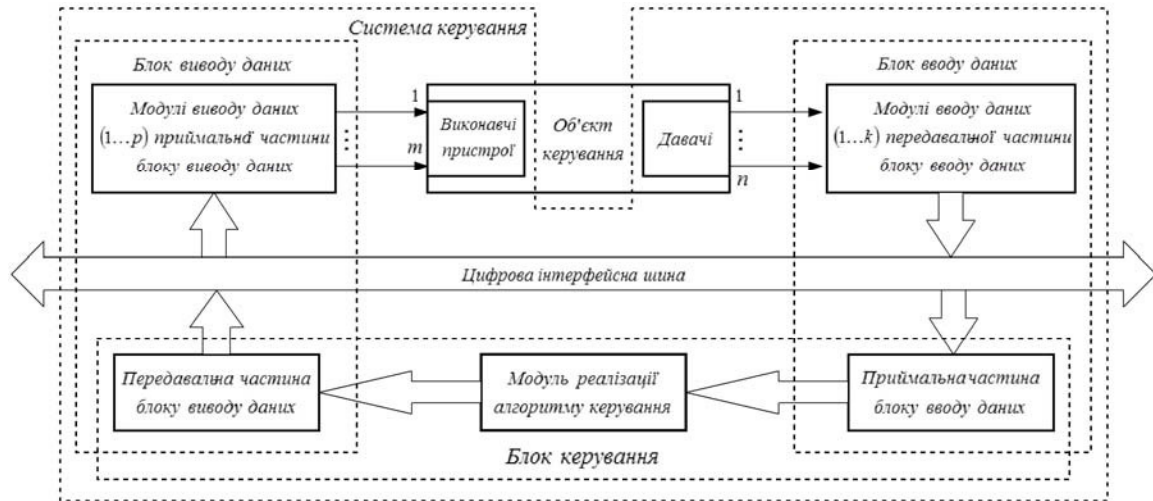 Система керування
Блок виводу даних
Модулі виводу даних
(1…p) приймальної частини
блоку виводу даних
1
⋮
m
Виконавчі
пристрої
Об'єкт
керування
Давачі
1
⋮
n
Блок вводу даних
Модулі вводу даних
(1…k) передавальної частини
блоку вводу даних
Цифрова інтерфейсна шина
Передавальна частина
блоку виводу даних
Модуль реалізації
алгоритму керування
Приймальна частина
блоку вводу даних
Блок керування